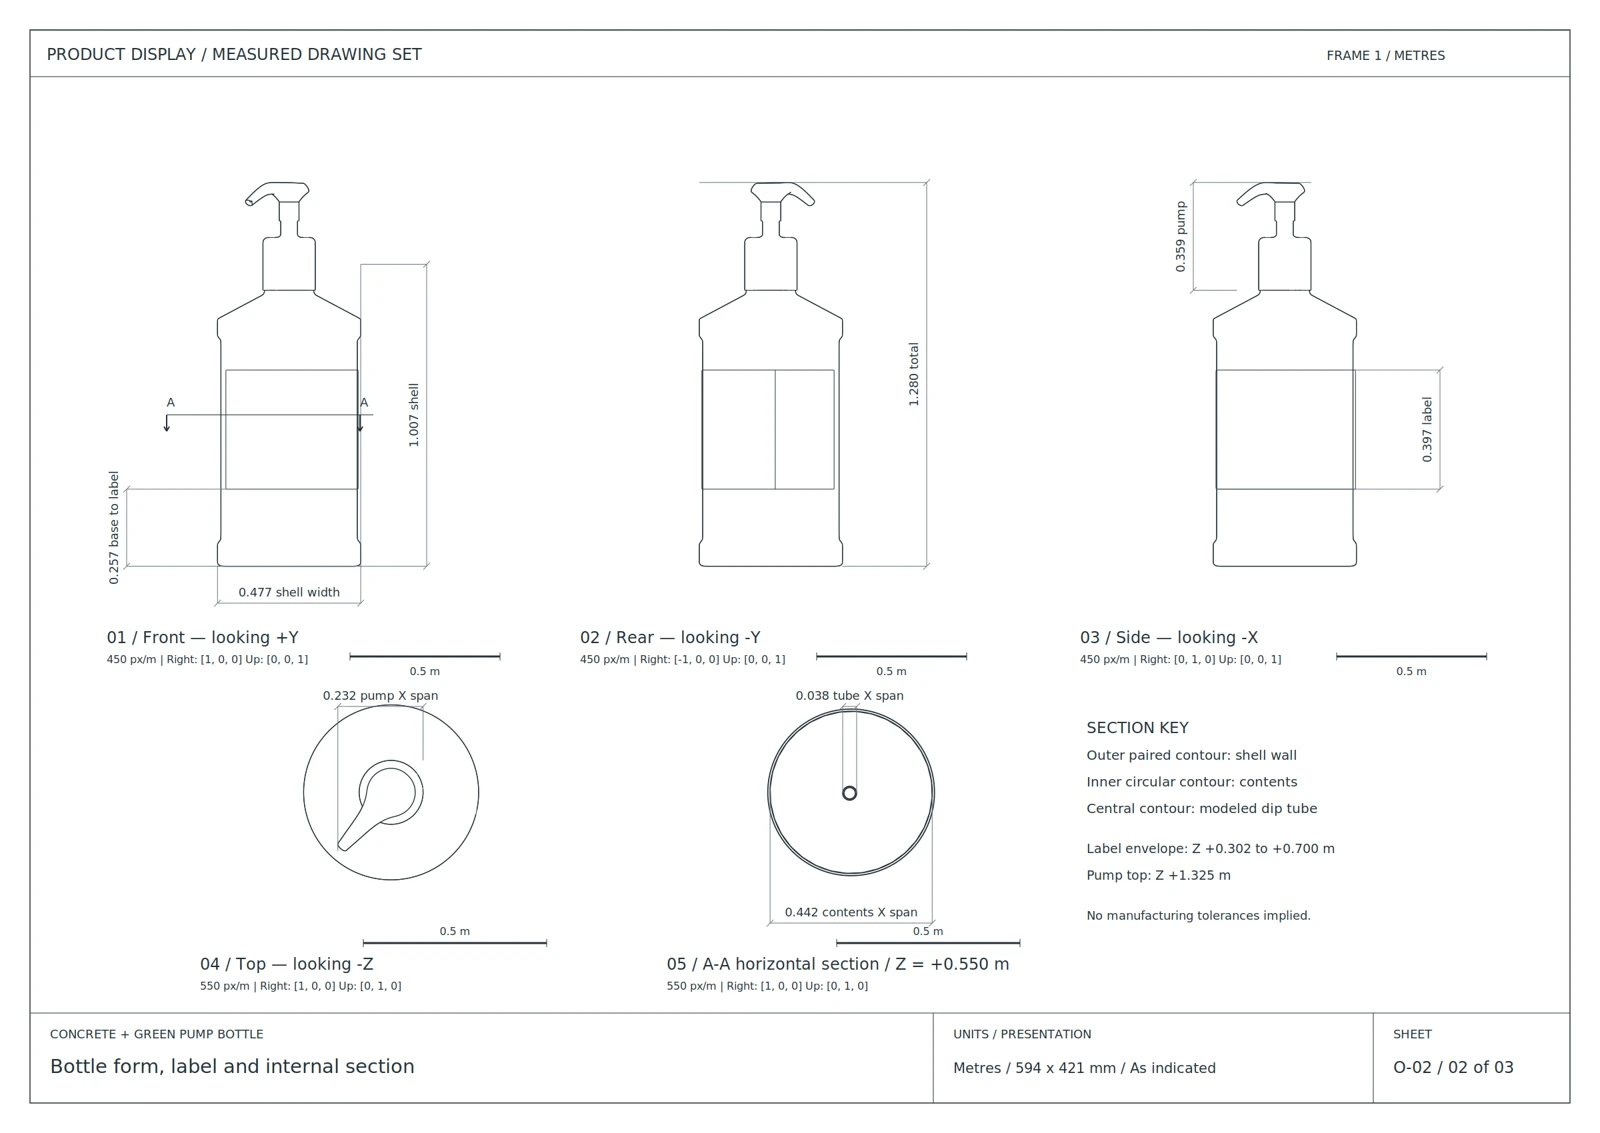 PRODUCT DISPLAY / MEASURED DRAWING SET
FRAME 1 / METRES
A
A
0.257 base to label
1.007 shell
0.477 shell width
1.280 total
0.359 pump
0.397 label
01 / Front — looking +Y
450 px/m | Right: [1, 0, 0] Up: [0, 0, 1]
0.5 m
02 / Rear — looking -Y
450 px/m | Right: [-1, 0, 0] Up: [0, 0, 1]
0.5 m
03 / Side — looking -X
450 px/m | Right: [0, 1, 0] Up: [0, 0, 1]
0.5 m
0.232 pump X span
0.038 tube X span
0.442 contents X span
SECTION KEY
Outer paired contour: shell wall
Inner circular contour: contents
Central contour: modeled dip tube
Label envelope: Z +0.302 to +0.700 m
Pump top: Z +1.325 m
No manufacturing tolerances implied.
0.5 m
04 / Top — looking -Z
550 px/m | Right: [1, 0, 0] Up: [0, 1, 0]
0.5 m
05 / A-A horizontal section / Z = +0.550 m
550 px/m | Right: [1, 0, 0] Up: [0, 1, 0]
CONCRETE + GREEN PUMP BOTTLE
Bottle form, label and internal section
UNITS / PRESENTATION
Metres / 594 x 421 mm / As indicated
SHEET
O-02 / 02 of 03